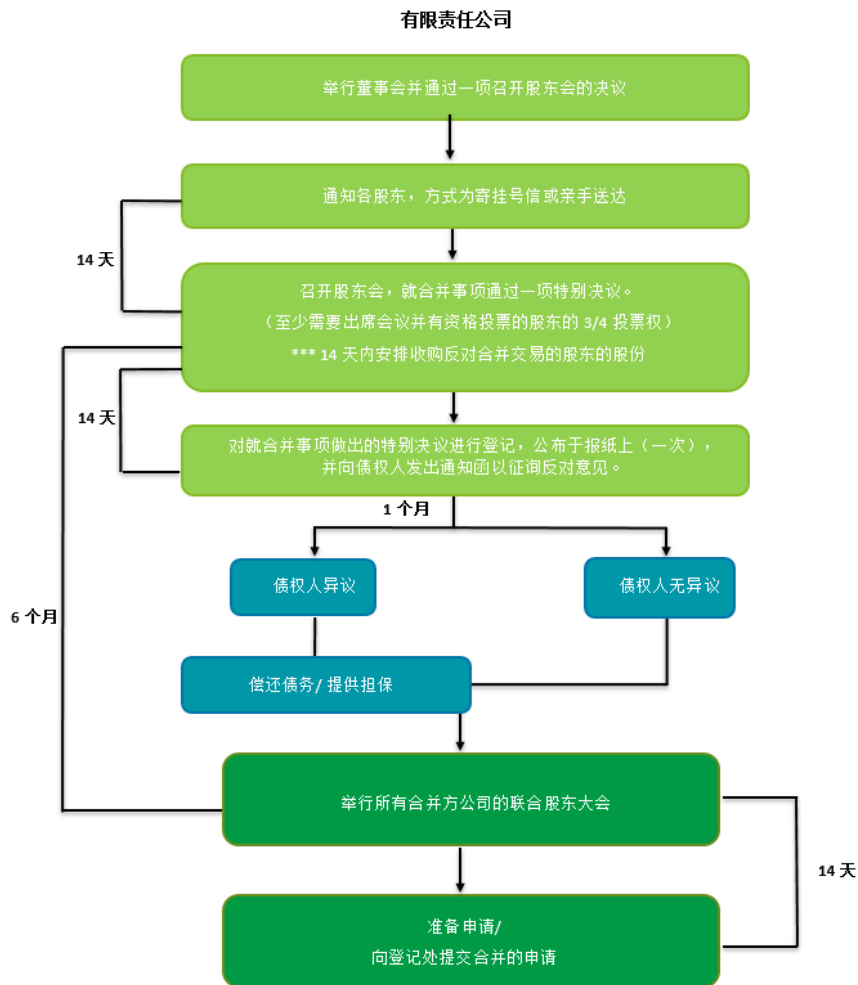 有限责任公司
举行董事会并通过一项召开股东会的决议
通知各股东，方式为寄挂号信或亲手送达
14 天
召开股东会，就合并事项通过一项特别决议。
（至少需要出席会议并有资格投票的股东的 3/4 投票权）
*** 14 天内安排收购反对合并交易的股东的股份
14 天
对就合并事项做出的特别决议进行登记，公布于报纸上（一次），
并向债权人发出通知函以征询反对意见。
1 个月
债权人异议
债权人无异议
6 个月
偿还债务/ 提供担保
举行所有合并方公司的联合股东大会
14 天
准备申请/
向登记处提交合并的申请